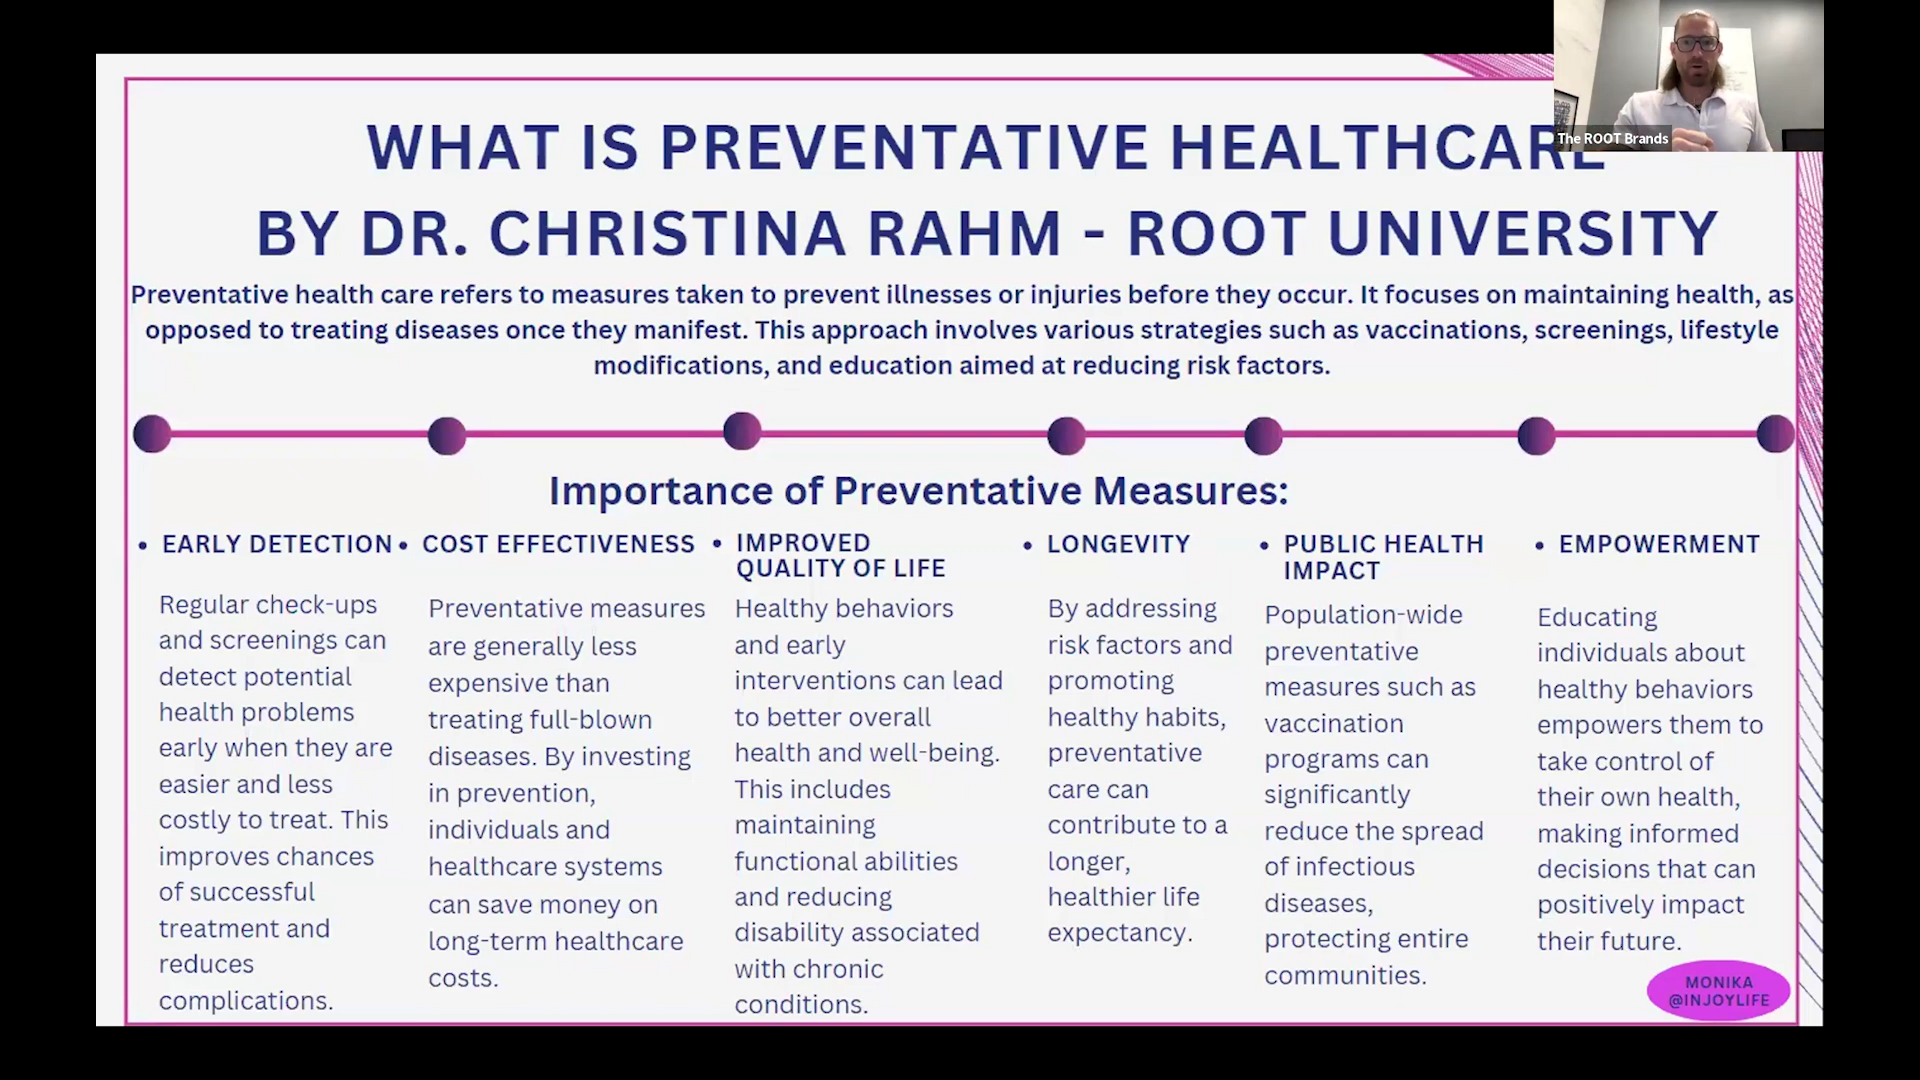 WHAT IS PREVENTATIVE HEALTHCARE
The ROOT Brands
BY DR. CHRISTINA RAHM - ROOT UNIVERSITY
Preventative health care refers to measures taken to prevent illnesses or injuries before they occur. It focuses on maintaining health, as
opposed to treating diseases once they manifest. This approach involves various strategies such as vaccinations, screenings, lifestyle
modifications, and education aimed at reducing risk factors.
Importance of Preventative Measures:
• EARLY DETECTION
Regular check-ups
and screenings can
detect potential
health problems
early when they are
easier and less
costly to treat. This
improves chances
of successful
treatment and
reduces
complications.
• COST EFFECTIVENESS
Preventative measures
are generally less
expensive than
treating full-blown
diseases. By investing
in prevention,
individuals and
healthcare systems
can save money on
long-term healthcare
costs.
• IMPROVED
QUALITY OF LIFE
Healthy behaviors
and early
interventions can lead
to better overall
health and well-being.
This includes
maintaining
functional abilities
and reducing
disability associated
with chronic
conditions.
• LONGEVITY
By addressing
risk factors and
promoting
healthy habits,
preventative
care can
contribute to a
longer,
healthier life
expectancy.
• PUBLIC HEALTH
IMPACT
Population-wide
preventative
measures such as
vaccination
programs can
significantly
reduce the spread
of infectious
diseases,
protecting entire
communities.
• EMPOWERMENT
Educating
individuals about
healthy behaviors
empowers them to
take control of
their own health,
making informed
decisions that can
positively impact
their future.
MONIKA
@INJOYLIFE